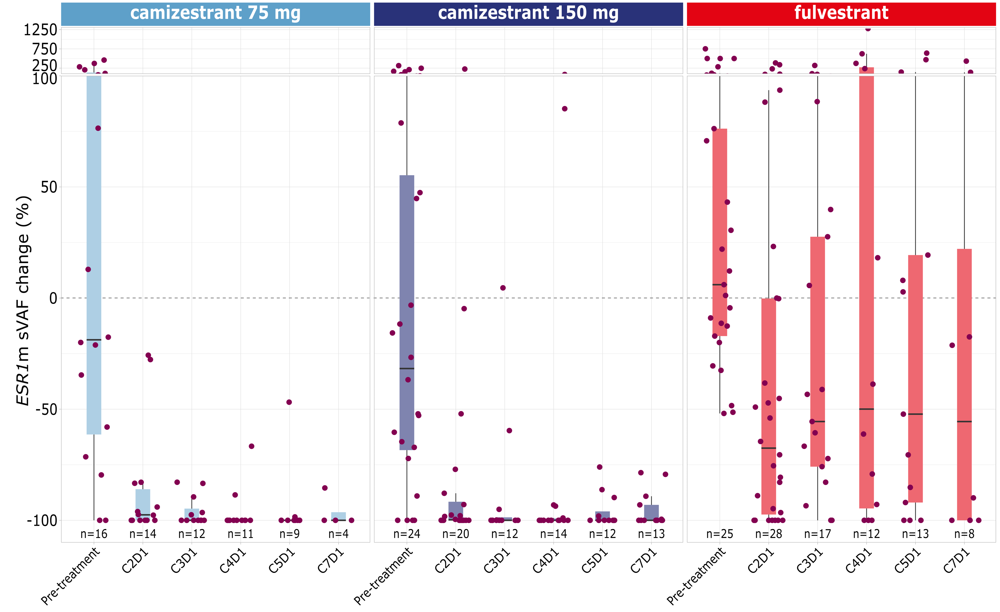 camizestrant 75 mg
camizestrant 150 mg
fulvestrant
1250
750
250
100
50
0
-50
-100
ESR1m sVAF change (%)
n=16 n=14 n=12 n=11 n=9 n=4
n=24 n=20 n=12 n=14 n=12 n=13
n=25 n=28 n=17 n=12 n=13 n=8
Pre-treatment C2D1 C3D1 C4D1 C5D1 C7D1
Pre-treatment C2D1 C3D1 C4D1 C5D1 C7D1
Pre-treatment C2D1 C3D1 C4D1 C5D1 C7D1